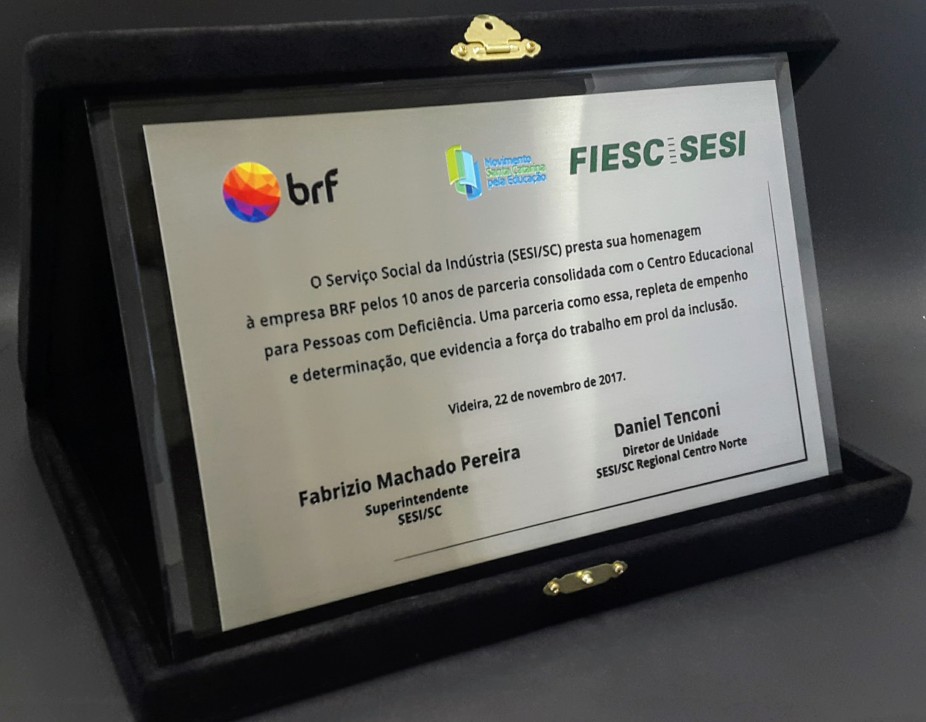 brf
Movimento
Santa Catarina
pela Educação
FIESC SESI
O Serviço Social da Indústria (SESI/SC) presta sua homenagem
à empresa BRF pelos 10 anos de parceria consolidada com o Centro Educacional
para Pessoas com Deficiência. Uma parceria como essa, repleta de empenho
e determinação, que evidencia a força do trabalho em prol da inclusão.
Videira, 22 de novembro de 2017.
Fabrizio Machado Pereira
Superintendente
SESI/SC
Daniel Tenconi
Diretor de Unidade
SESI/SC Regional Centro Norte